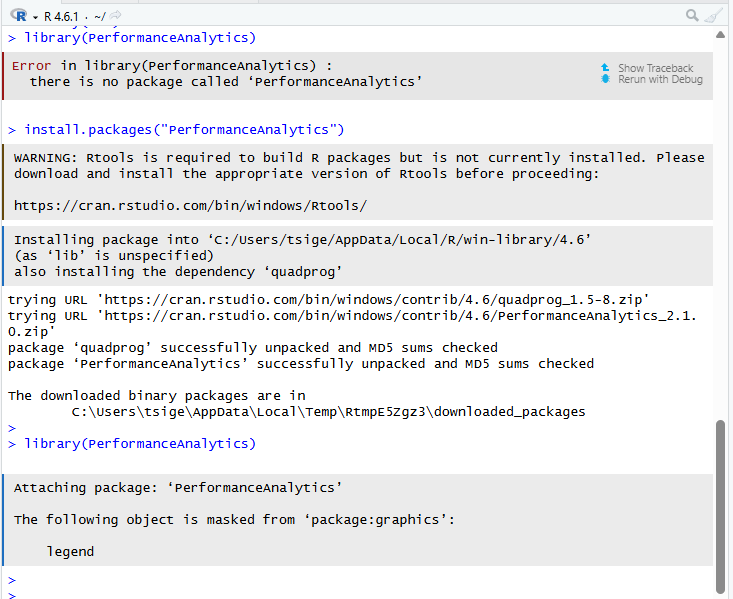 R 4.6.1 · ~/
> library(PerformanceAnalytics)
Error in library(PerformanceAnalytics) :
  there is no package called ‘PerformanceAnalytics’
Show Traceback
Rerun with Debug
> install.packages("PerformanceAnalytics")
WARNING: Rtools is required to build R packages but is not currently installed. Please
download and install the appropriate version of Rtools before proceeding:
https://cran.rstudio.com/bin/windows/Rtools/
Installing package into ‘C:/Users/tsige/AppData/Local/R/win-library/4.6’
(as ‘lib’ is unspecified)
also installing the dependency ‘quadprog’
trying URL 'https://cran.rstudio.com/bin/windows/contrib/4.6/quadprog_1.5-8.zip'
trying URL 'https://cran.rstudio.com/bin/windows/contrib/4.6/PerformanceAnalytics_2.1.
0.zip'
package ‘quadprog’ successfully unpacked and MD5 sums checked
package ‘PerformanceAnalytics’ successfully unpacked and MD5 sums checked
The downloaded binary packages are in
        C:\Users\tsige\AppData\Local\Temp\RtmpE5Zgz3\downloaded_packages
>
> library(PerformanceAnalytics)
Attaching package: ‘PerformanceAnalytics’
The following object is masked from ‘package:graphics’:
    legend
>
>